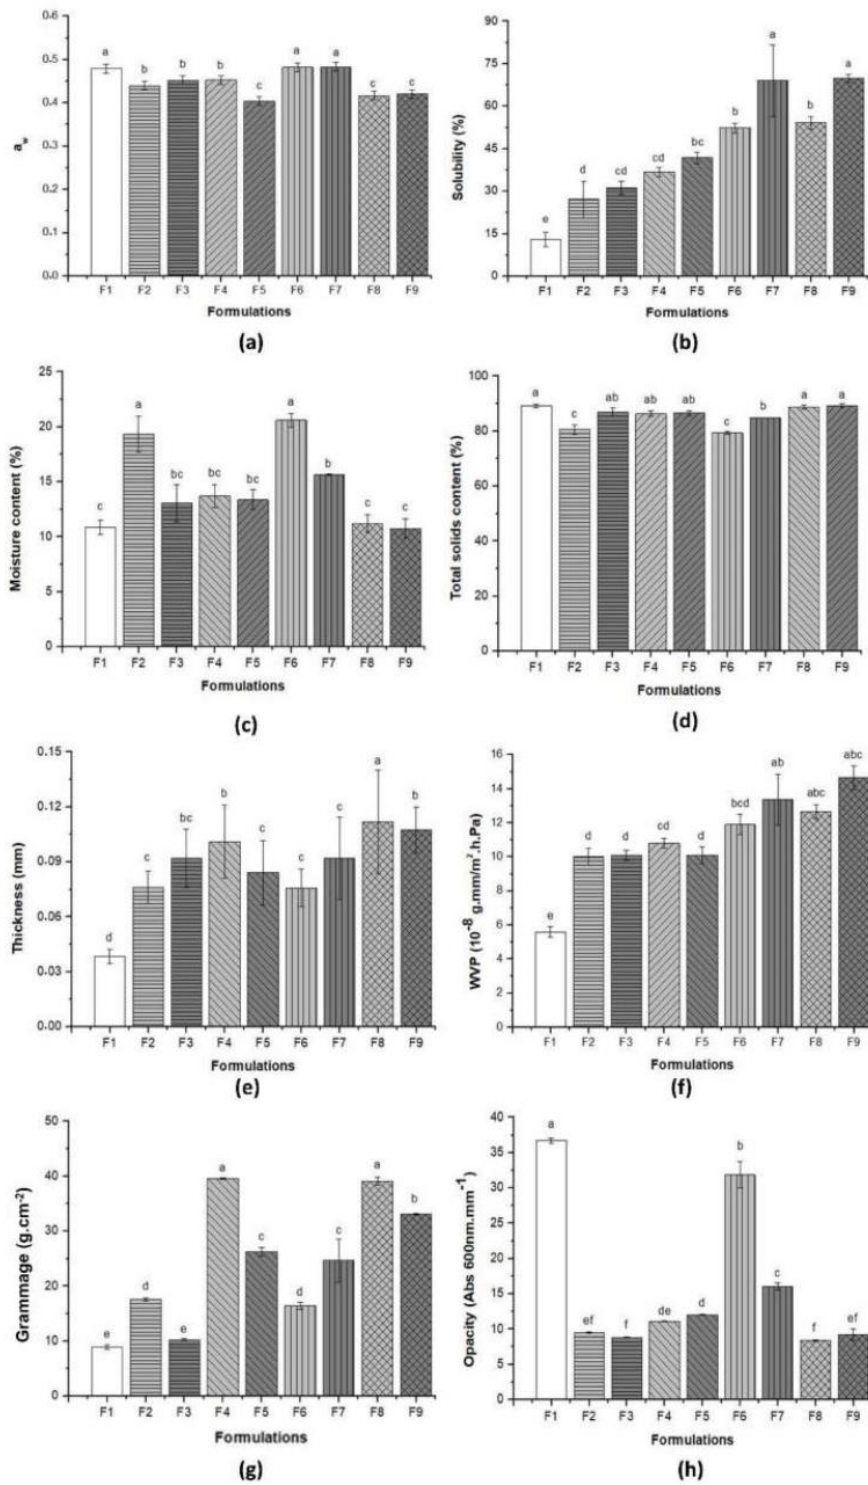 0.6
0.5
0.4
0.3
0.2
0.1
0.0
a_w
a b b b c a a c c
F1 F2 F3 F4 F5 F6 F7 F8 F9
Formulations
(a)
90
75
60
45
30
15
0
Solubility (%)
e d cd cd bc b a b a
F1 F2 F3 F4 F5 F6 F7 F8 F9
Formulations
(b)
25
20
15
10
5
0
Moisture content (%)
c a bc bc bc a b c c
F1 F2 F3 F4 F5 F6 F7 F8 F9
Formulations
(c)
100
80
60
40
20
0
Total solids content (%)
a c ab ab ab c b a a
F1 F2 F3 F4 F5 F6 F7 F8 F9
Formulations
(d)
0.15
0.12
0.09
0.06
0.03
0.00
Thickness (mm)
d c bc b c c c a b
F1 F2 F3 F4 F5 F6 F7 F8 F9
Formulations
(e)
16
14
12
10
8
6
4
2
0
WVP (10⁻⁸ g.mm/m².h.Pa)
e d d cd d bcd ab abc abc
F1 F2 F3 F4 F5 F6 F7 F8 F9
Formulations
(f)
50
40
30
20
10
0
Grammage (g.cm⁻²)
e d e a c d c a b
F1 F2 F3 F4 F5 F6 F7 F8 F9
Formulations
(g)
40
35
30
25
20
15
10
5
0
Opacity (Abs 600nm.mm⁻¹)
a ef f de d b c f ef
F1 F2 F3 F4 F5 F6 F7 F8 F9
Formulations
(h)